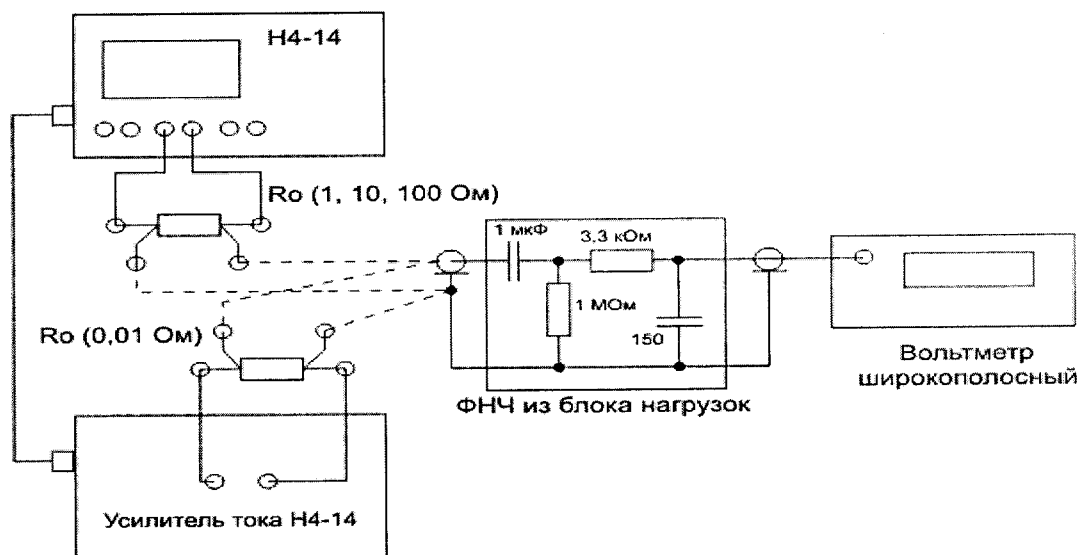 Н4-14
Ro (1, 10, 100 Ом)
1 мкФ
3,3 кОм
1 МОм
150
Ro (0,01 Ом)
Вольтметр
широкополосный
ФНЧ из блока нагрузок
Усилитель тока Н4-14